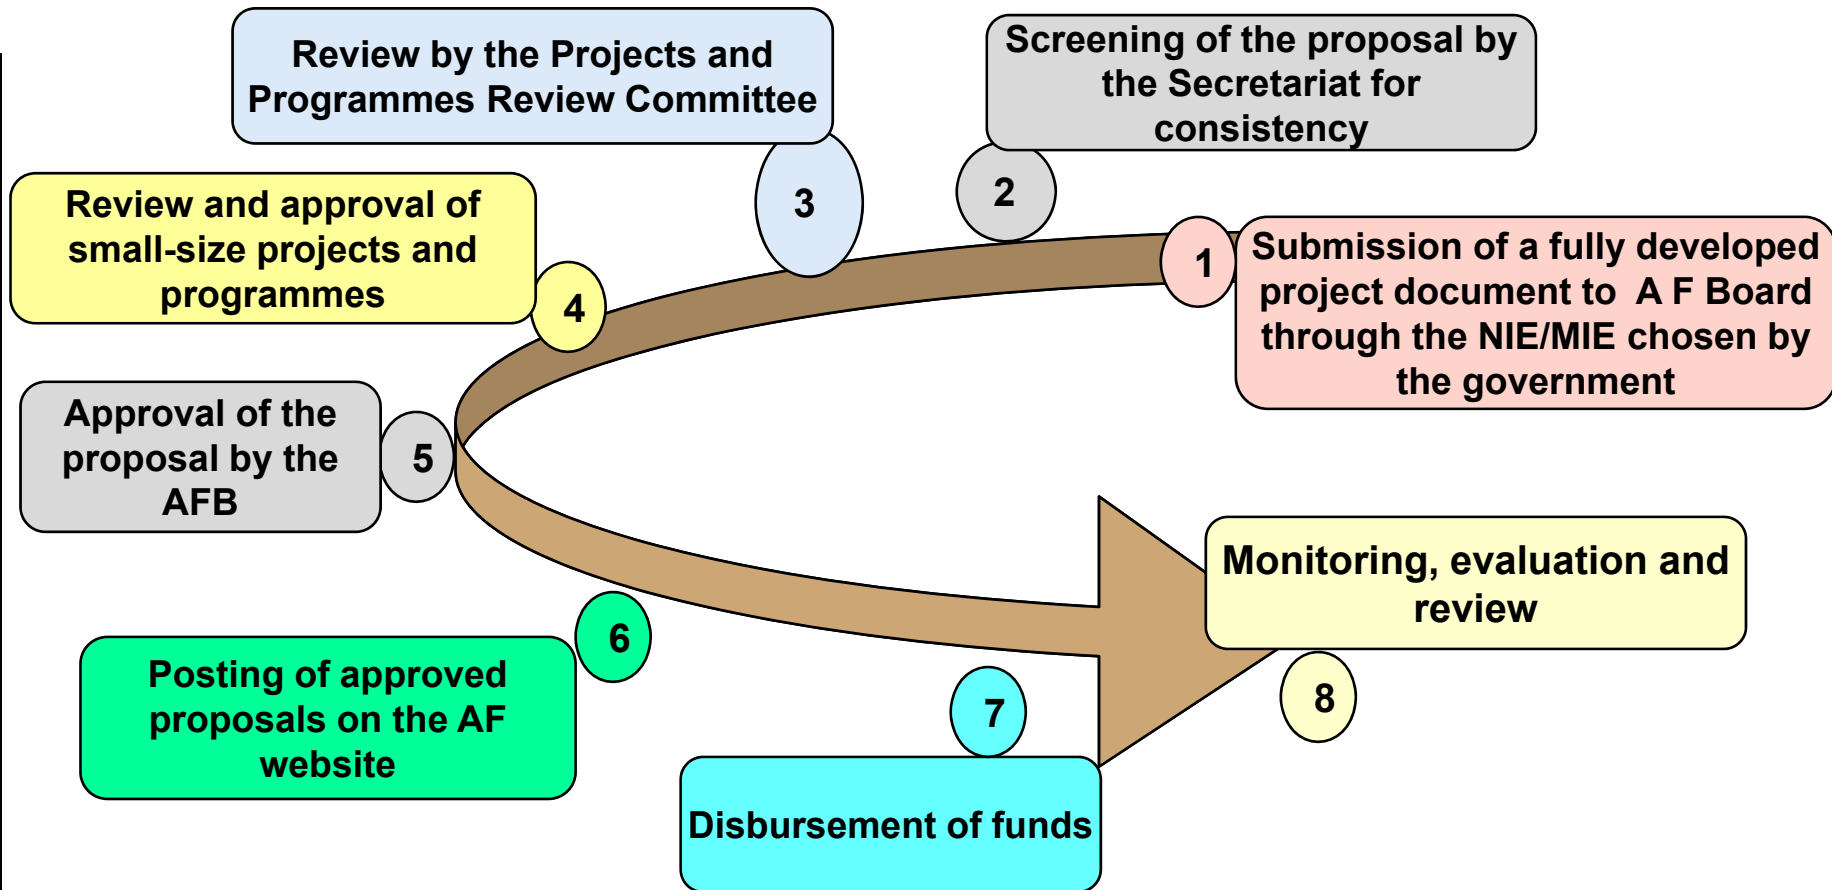 Review by the Projects and
Programmes Review Committee
3
Screening of the proposal by
the Secretariat for
consistency
2
Submission of a fully developed
project document to A F Board
through the NIE/MIE chosen by
the government
1
Review and approval of
small-size projects and
programmes
4
Approval of the
proposal by the
AFB
5
Posting of approved
proposals on the AF
website
6
Disbursement of funds
7
Monitoring, evaluation and
review
8